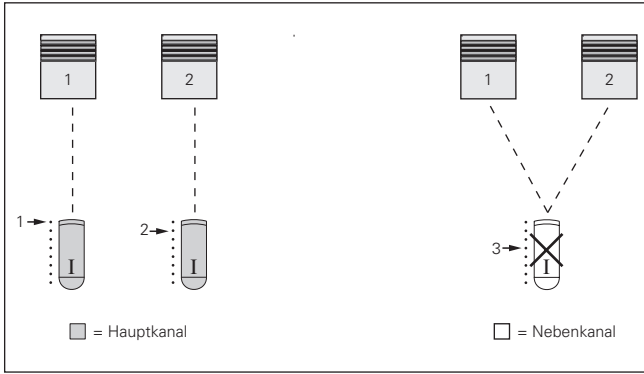 1 2 1 2
1 2 3
I I I
= Hauptkanal = Nebenkanal